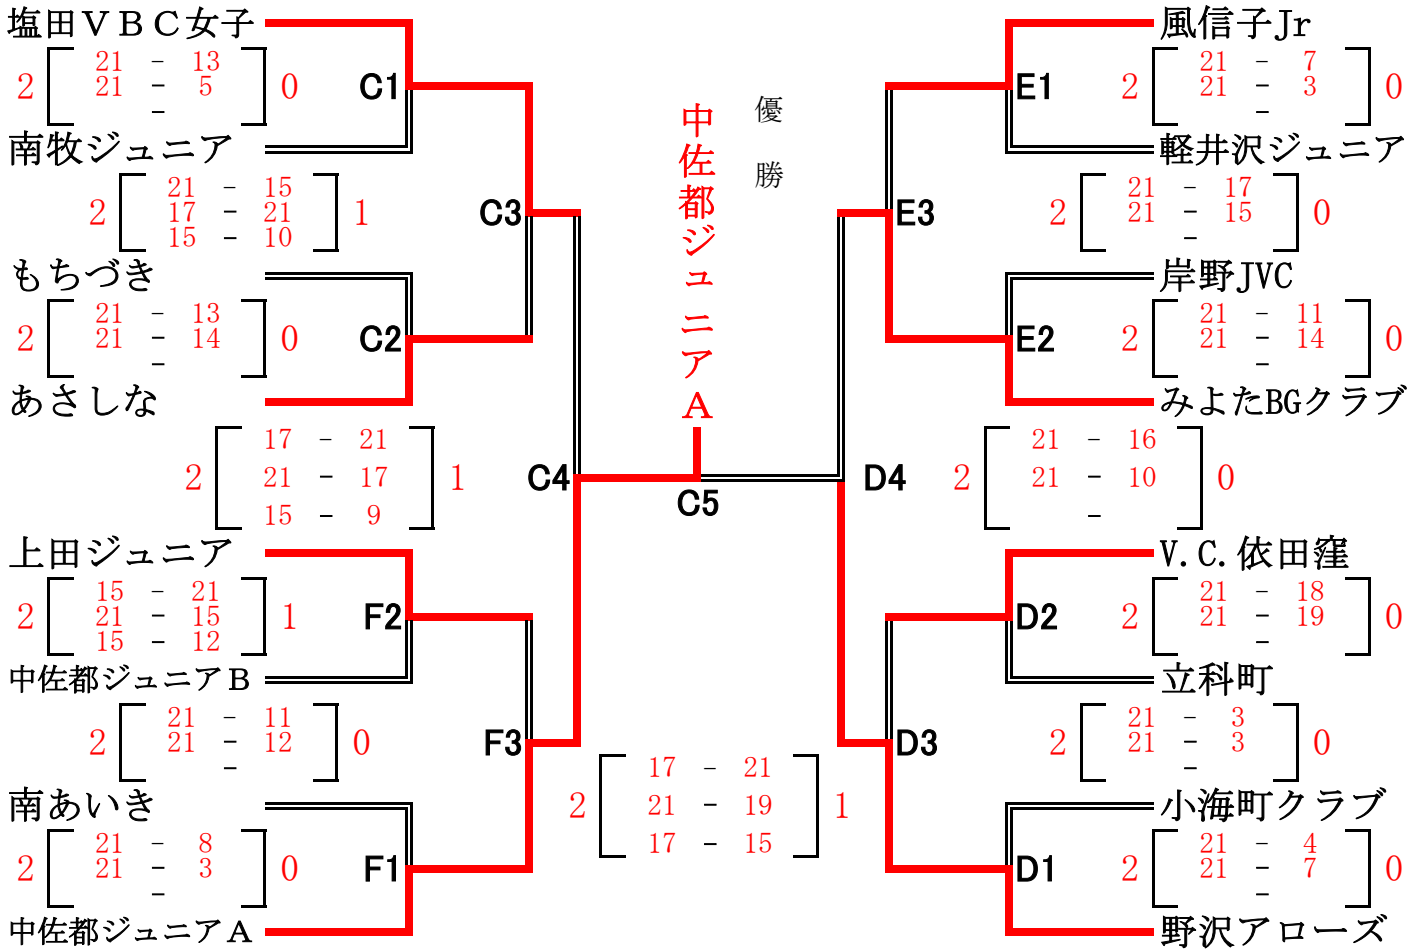 塩田ＶＢＣ女子
2 21 - 13 0
21 - 5
-
C1
南牧ジュニア
2 21 - 15 1
17 - 21
15 - 10
C3
もちづき
2 21 - 13 0
21 - 14
-
C2
あさしな
2 17 - 21 1
21 - 17
15 - 9
C4
上田ジュニア
2 15 - 21 1
21 - 15
15 - 12
F2
中佐都ジュニアＢ
2 21 - 11 0
21 - 12
-
F3
南あいき
2 21 - 8 0
21 - 3
-
F1
中佐都ジュニアＡ
優勝
中佐都ジュニアＡ
C5
2 17 - 21 1
21 - 19
17 - 15
風信子Jr
E1
2 21 - 7 0
21 - 3
-
軽井沢ジュニア
E3
2 21 - 17 0
21 - 15
-
岸野JVC
E2
2 21 - 11 0
21 - 14
-
みよたBGクラブ
D4
2 21 - 16 0
21 - 10
-
V.C.依田窪
D2
2 21 - 18 0
21 - 19
-
立科町
D3
2 21 - 3 0
21 - 3
-
小海町クラブ
D1
2 21 - 4 0
21 - 7
-
野沢アローズ